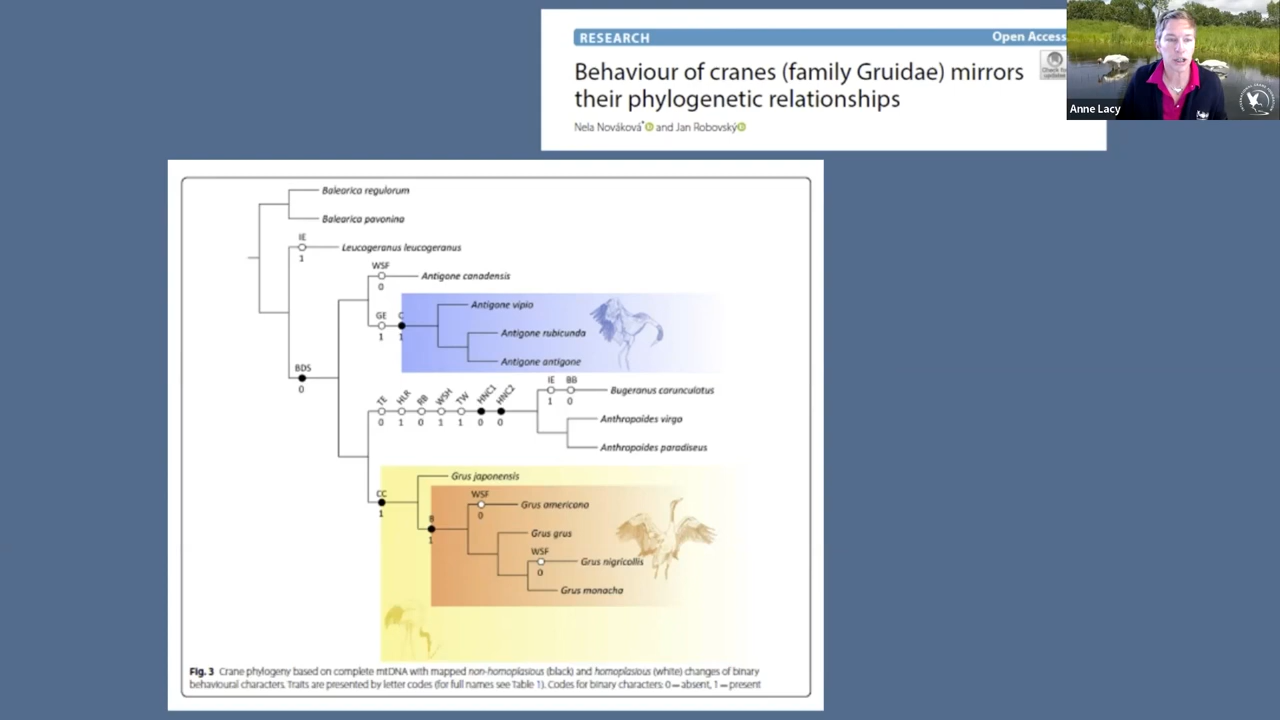 RESEARCH
Open Access
Behaviour of cranes (family Gruidae) mirrors
their phylogenetic relationships
Nela Nováková* and Jan Robovský
Anne Lacy
Balearica regulorum
Balearica pavonina
IE
1
Leucogeranus leucogeranus
WSF
0
Antigone canadensis
GE
1
C
1
Antigone vipio
Antigone rubicunda
Antigone antigone
BDS
0
TE
0
HLR
1
RB
0
WSH
1
TW
1
HNC1
0
HNC2
0
IE
1
BB
0
Bugeranus carunculatus
Anthropoides virgo
Anthropoides paradiseus
CC
1
Grus japonensis
B
1
WSF
0
Grus americana
Grus grus
WSF
0
Grus nigricollis
Grus monacha
Fig. 3 Crane phylogeny based on complete mtDNA with mapped non-homoplasious (black) and homoplasious (white) changes of binary
behavioural characters. Traits are presented by letter codes (for full names see Table 1). Codes for binary characters: 0 = absent, 1 = present